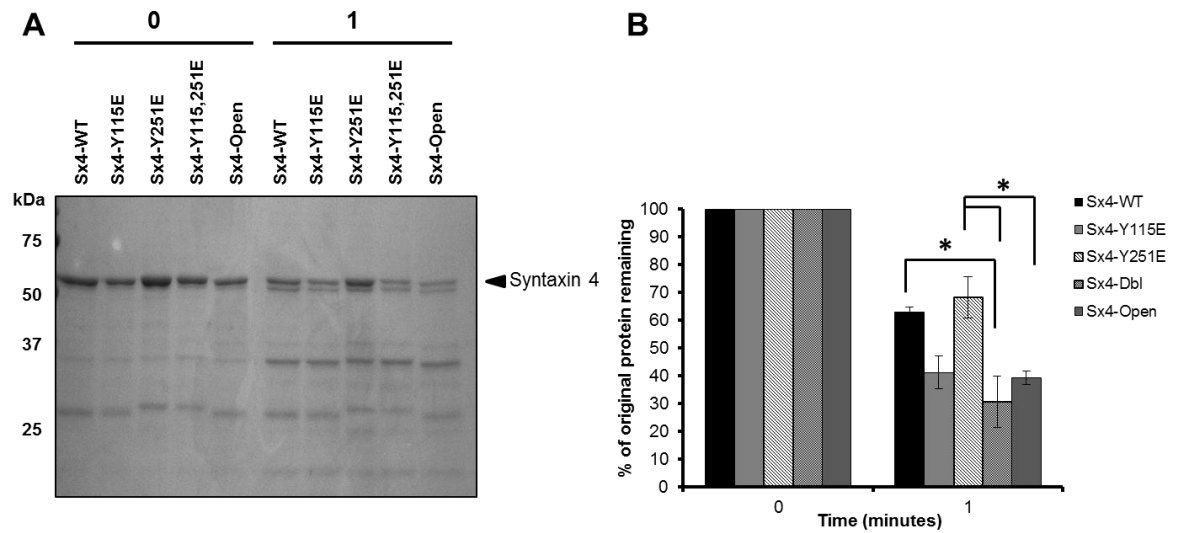 A
0
1
Sx4-WT
Sx4-Y115E
Sx4-Y251E
Sx4-Y115,251E
Sx4-Open
Sx4-WT
Sx4-Y115E
Sx4-Y251E
Sx4-Y115,251E
Sx4-Open
kDa
75
50
37
25
Syntaxin 4
B
% of original protein remaining
100
90
80
70
60
50
40
30
20
10
0
0
1
Time (minutes)
*
*
Sx4-WT
Sx4-Y115E
Sx4-Y251E
Sx4-Dbl
Sx4-Open